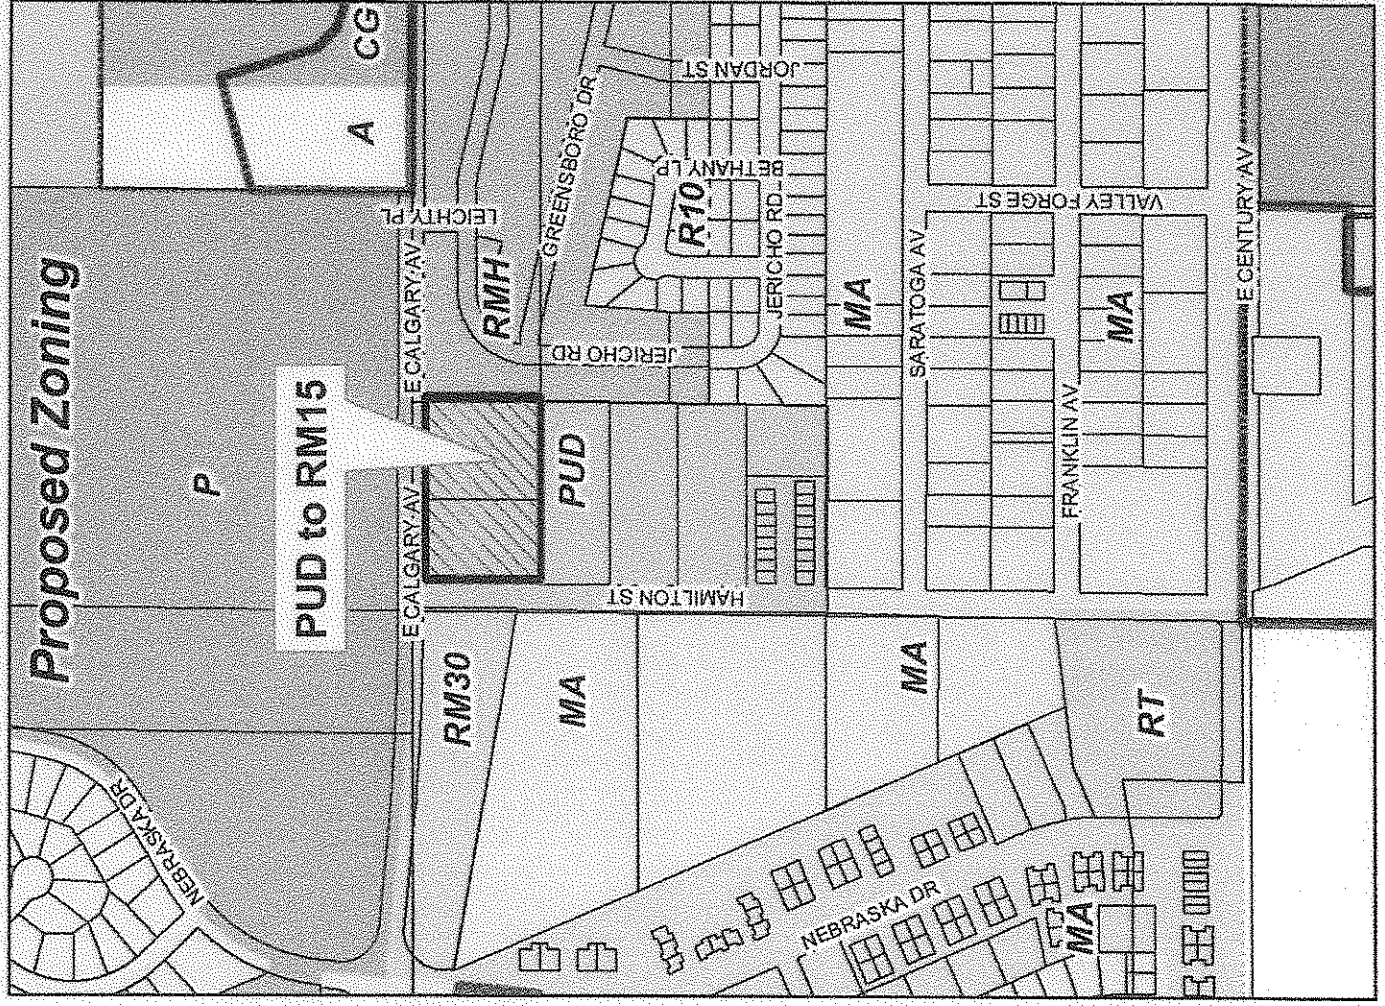 Proposed Zoning
CG
A
P
PUD to RM15
NEBRASKA DR
LEICHTY PL
E CALGARY AV
E CALGARY AV
E CALGARY AV
RM30
RMH
GREENSBORO DR
JORDAN ST
BETHANY LP
R10
JERICHO RD
JERICHO RD
PUD
HAMILTON ST
MA
MA
SARATOGA AV
VALLEY FORGE ST
MA
FRANKLIN AV
MA
NEBRASKA DR
MA
RT
E CENTURY AV